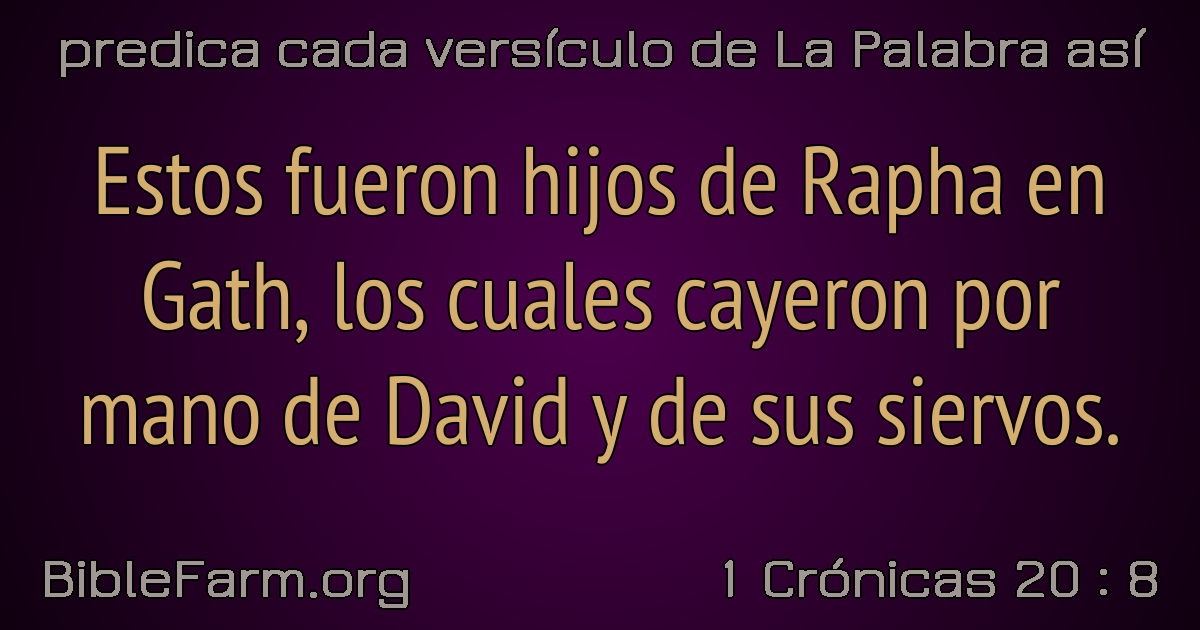 predica cada versículo de La Palabra así
Estos fueron hijos de Rapha en
Gath, los cuales cayeron por
mano de David y de sus siervos.
BibleFarm.org
1 Crónicas 20 : 8